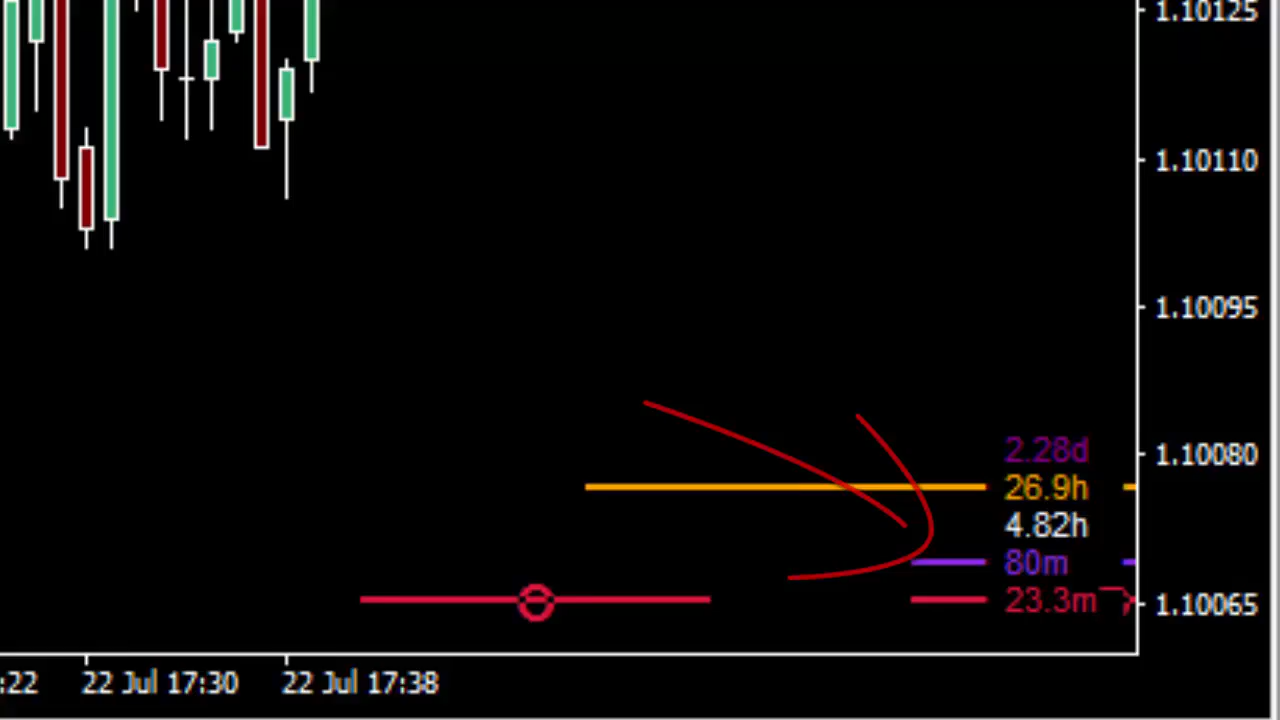 1.10125
1.10110
1.10095
2.28d
1.10080
26.9h
4.82h
80m
23.3m
1.10065
:22
22 Jul 17:30
22 Jul 17:38